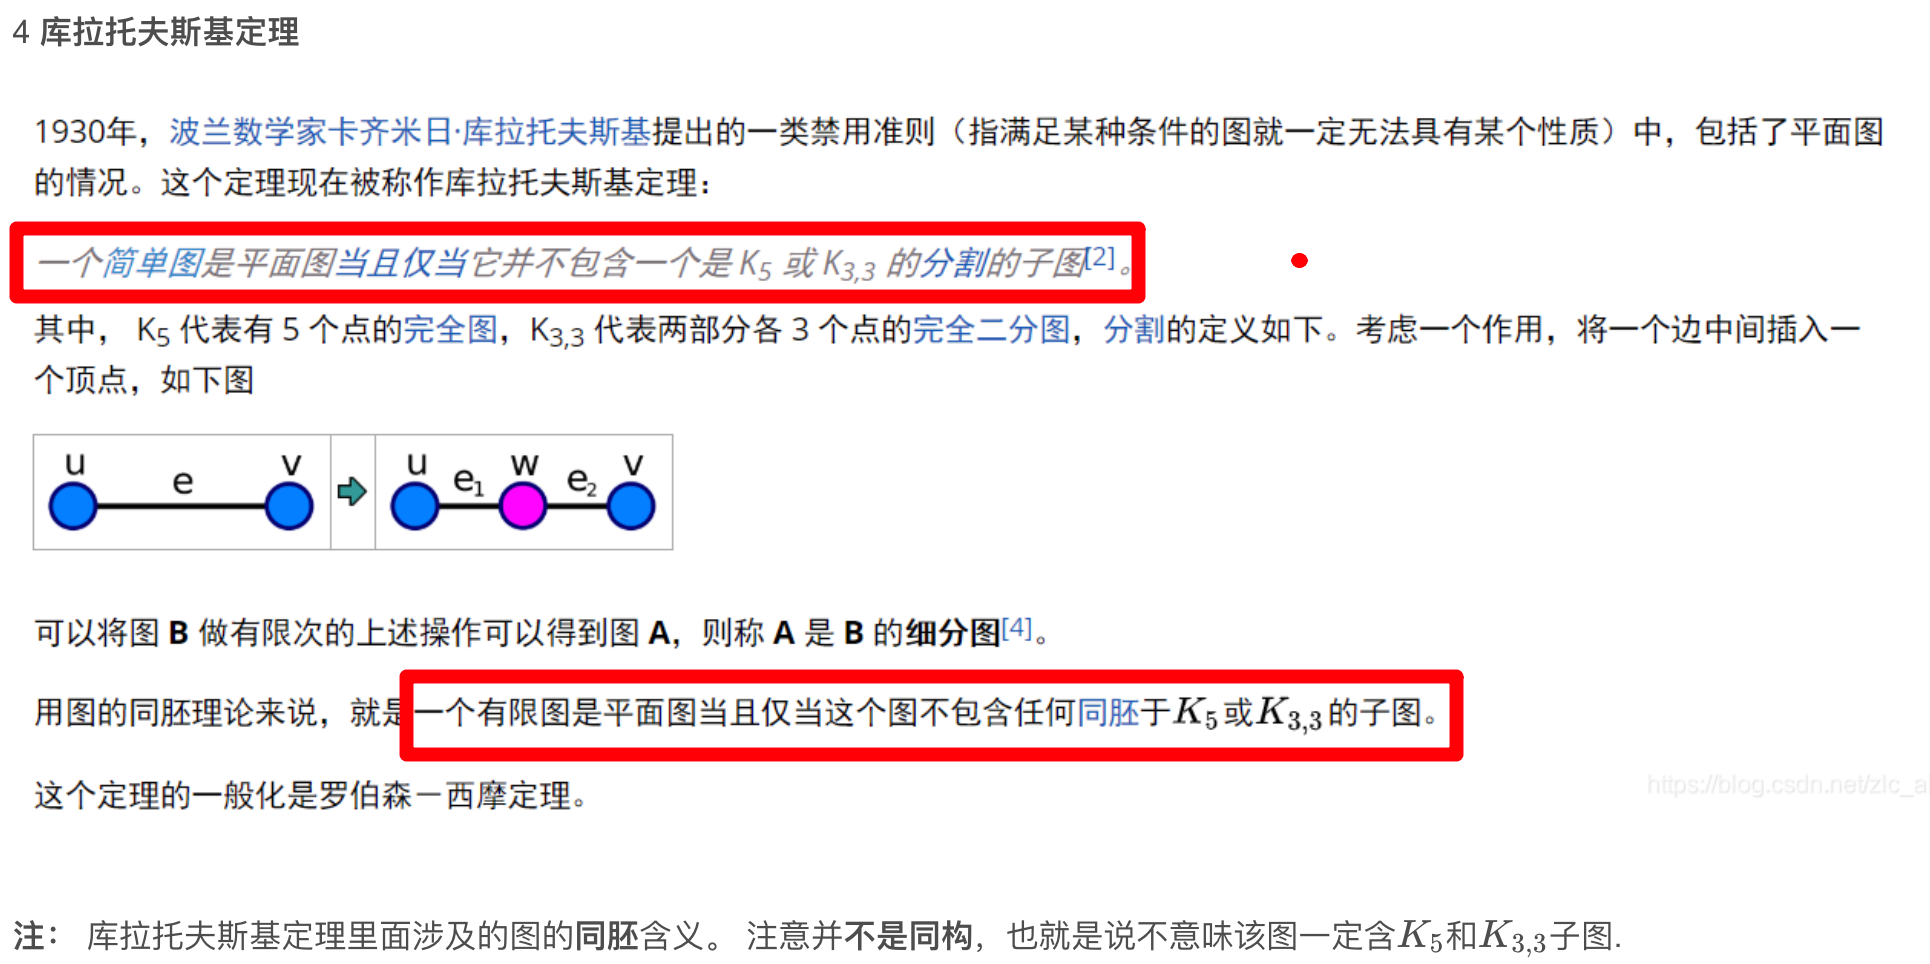 4 库拉托夫斯基定理
1930年，波兰数学家卡齐米日·库拉托夫斯基提出的一类禁用准则（指满足某种条件的图就一定无法具有某个性质）中，包括了平面图
的情况。这个定理现在被称作库拉托夫斯基定理：
一个简单图是平面图当且仅当它并不包含一个是 K5 或 K3,3 的分割的子图[2]。
其中， K5 代表有 5 个点的完全图，K3,3 代表两部分各 3 个点的完全二分图，分割的定义如下。考虑一个作用，将一个边中间插入一
个顶点，如下图
u e v u e1 w e2 v
可以将图 B 做有限次的上述操作可以得到图 A，则称 A 是 B 的细分图[4]。
用图的同胚理论来说，就是一个有限图是平面图当且仅当这个图不包含任何同胚于K5或K3,3的子图。
这个定理的一般化是罗伯森－西摩定理。
https://blog.csdn.net/zlc_a
注： 库拉托夫斯基定理里面涉及的图的同胚含义。 注意并不是同构，也就是说不意味该图一定含K5和K3,3子图.